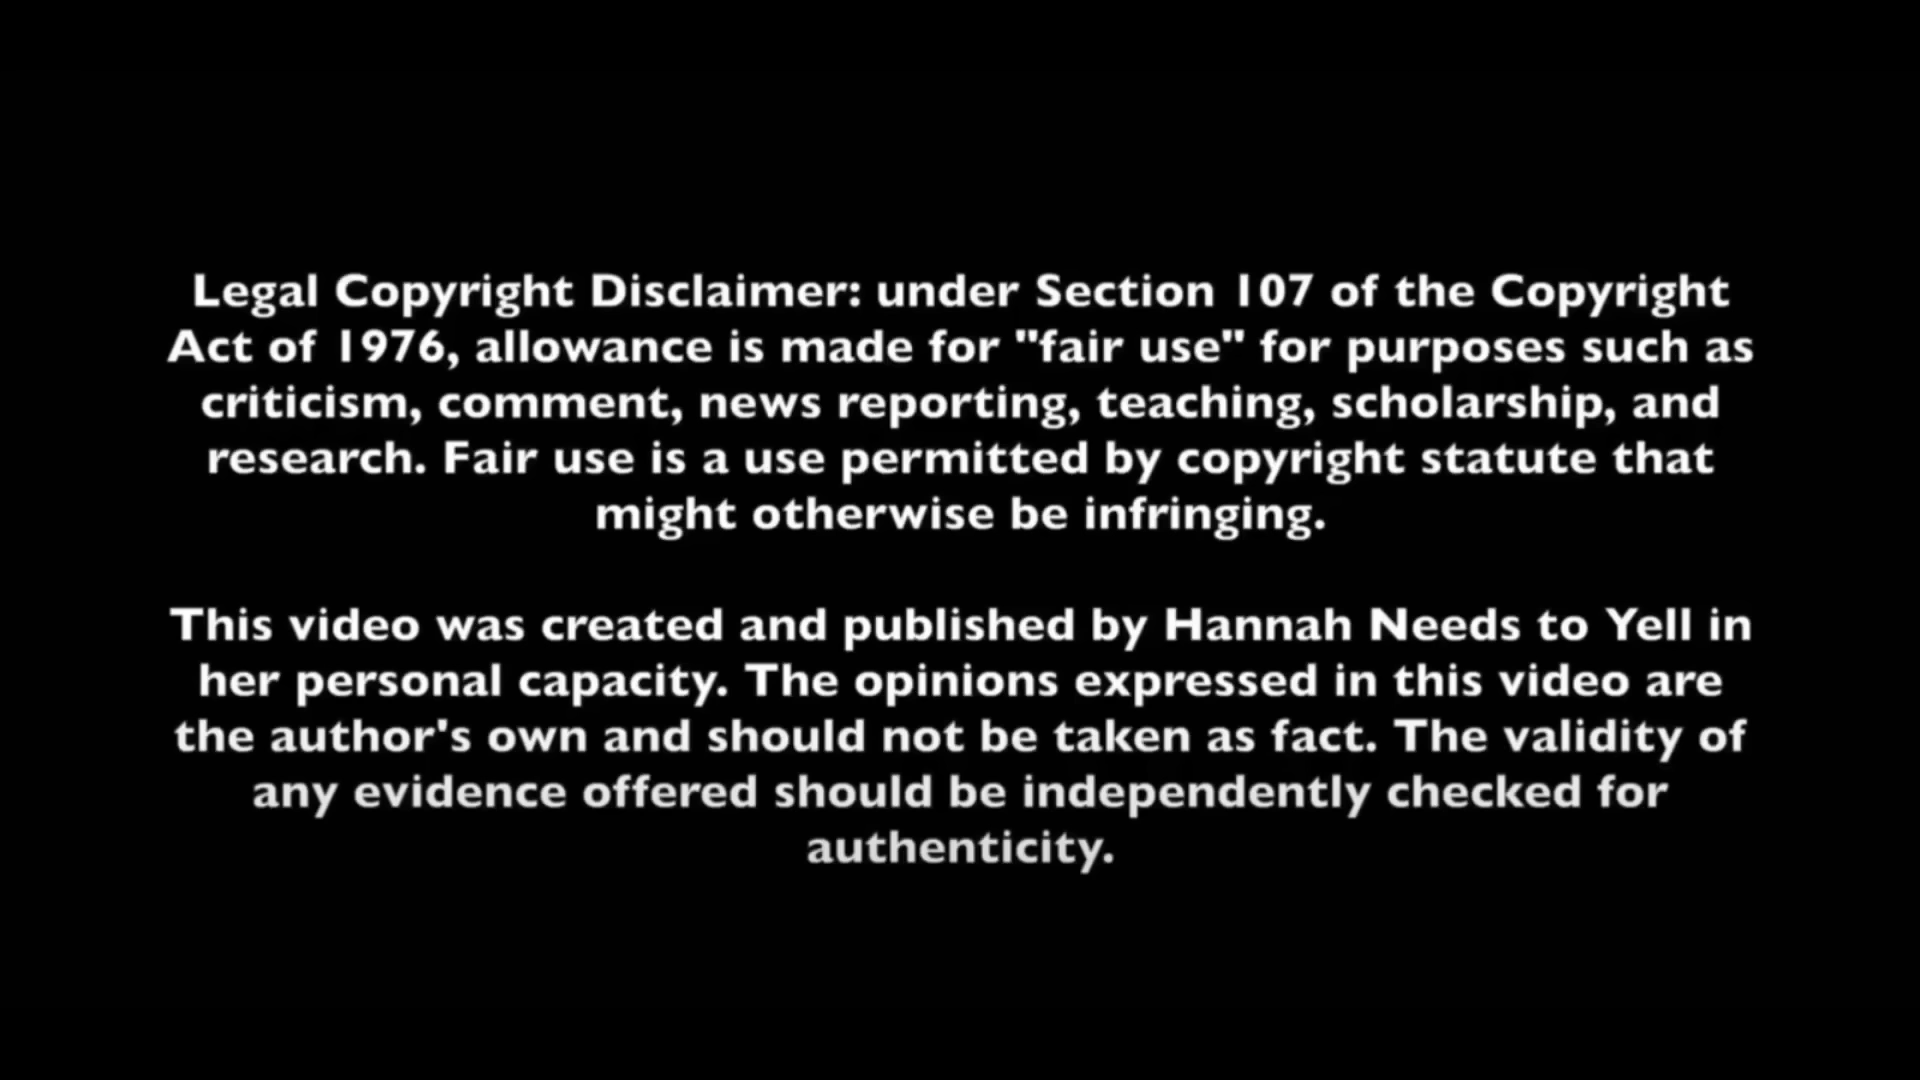 Legal Copyright Disclaimer: under Section 107 of the Copyright
Act of 1976, allowance is made for "fair use" for purposes such as
criticism, comment, news reporting, teaching, scholarship, and
research. Fair use is a use permitted by copyright statute that
might otherwise be infringing.
This video was created and published by Hannah Needs to Yell in
her personal capacity. The opinions expressed in this video are
the author's own and should not be taken as fact. The validity of
any evidence offered should be independently checked for
authenticity.